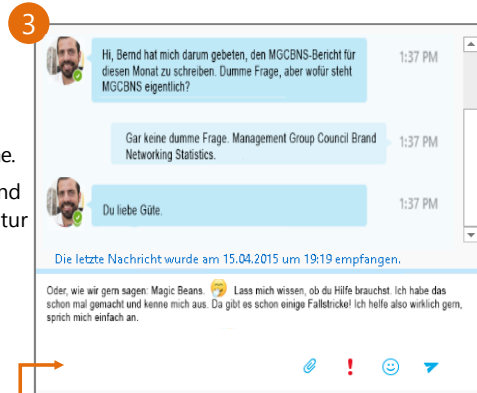 3
Hi, Bernd hat mich darum gebeten, den MGCBNS-Bericht für
diesen Monat zu schreiben. Dumme Frage, aber wofür steht
MGCBNS eigentlich?
1:37 PM
Gar keine dumme Frage. Management Group Council Brand
Networking Statistics.
1:37 PM
Du liebe Güte.
1:37 PM
Die letzte Nachricht wurde am 15.04.2015 um 19:19 empfangen.
Oder, wie wir gern sagen: Magic Beans. Lass mich wissen, ob du Hilfe brauchst. Ich habe das
schon mal gemacht und kenne mich aus. Da gibt es schon einige Fallstricke! Ich helfe also wirklich gern,
sprich mich einfach an.
e.
nd
tur